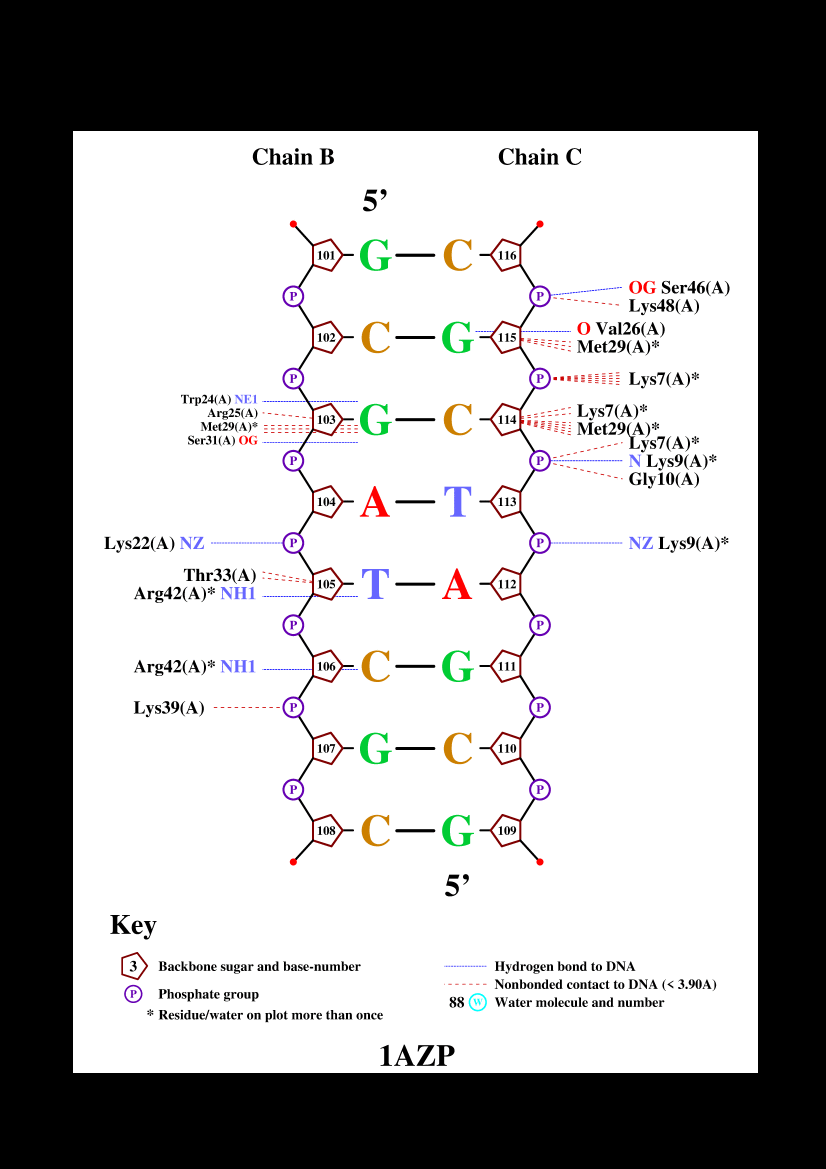 Chain B Chain C
5’
101 G C 116
P P OG Ser46(A)
Lys48(A)
O Val26(A)
102 C G 115
Met29(A)*
P P Lys7(A)*
Trp24(A) NE1
Arg25(A) Lys7(A)*
103 G C 114
Met29(A)* Met29(A)*
Ser31(A) OG Lys7(A)*
P P N Lys9(A)*
Gly10(A)
104 A T 113
Lys22(A) NZ P P NZ Lys9(A)*
Thr33(A)
105 T A 112
Arg42(A)* NH1
P P
Arg42(A)* NH1 106 C G 111
Lys39(A) P P
107 G C 110
P P
108 C G 109
5’
Key
3 Backbone sugar and base-number
P Phosphate group
* Residue/water on plot more than once
Hydrogen bond to DNA
Nonbonded contact to DNA (< 3.90A)
88 W Water molecule and number
1AZP